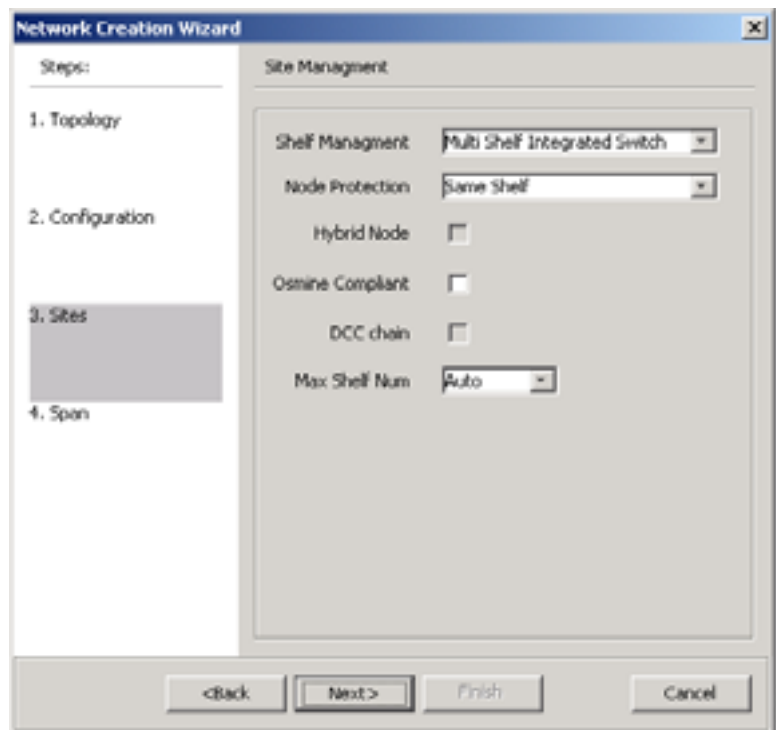 Network Creation Wizard
Steps:
1. Topology
2. Configuration
3. Sites
4. Span
Site Managment
Shelf Managment Multi Shelf Integrated Switch
Node Protection Same Shelf
Hybrid Node
Osmine Compliant
DCC chain
Max Shelf Num Auto
<Back Next> Finish Cancel